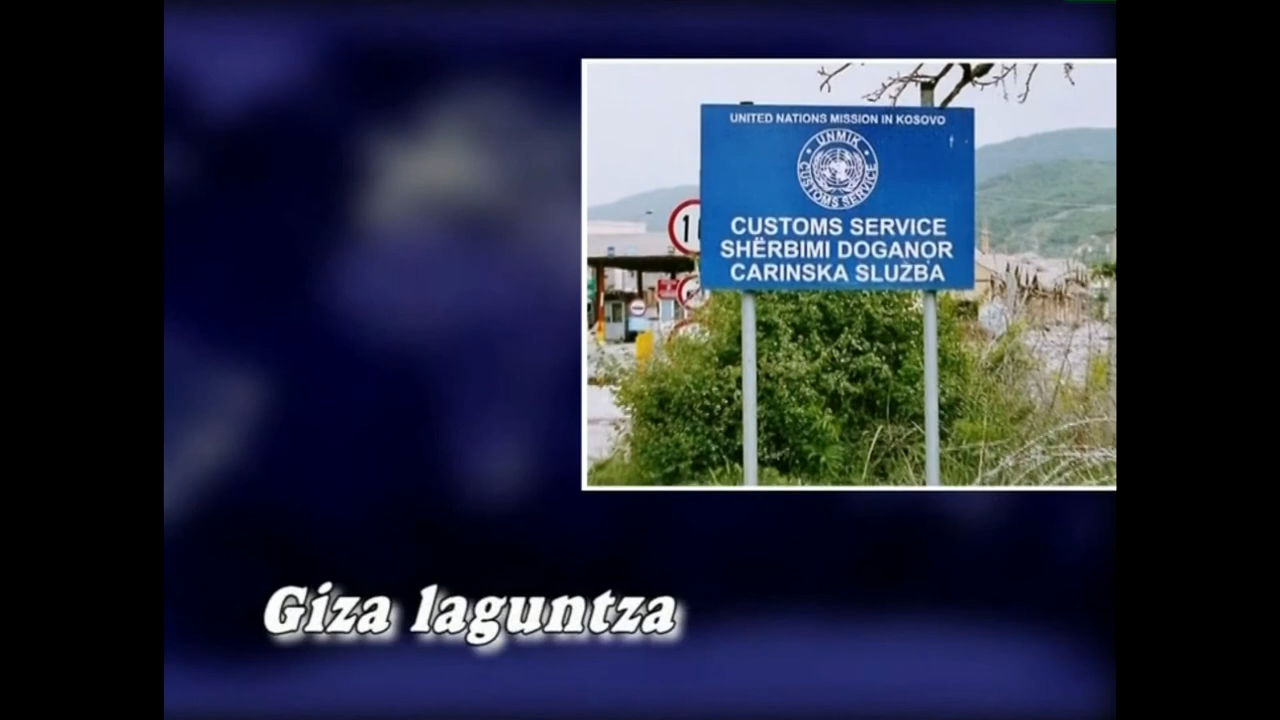 UNITED NATIONS MISSION IN KOSOVO
UNMIK
CUSTOMS SERVICE
CUSTOMS SERVICE
SHËRBIMI DOGANOR
CARINSKA SLUŽBA
Giza laguntza